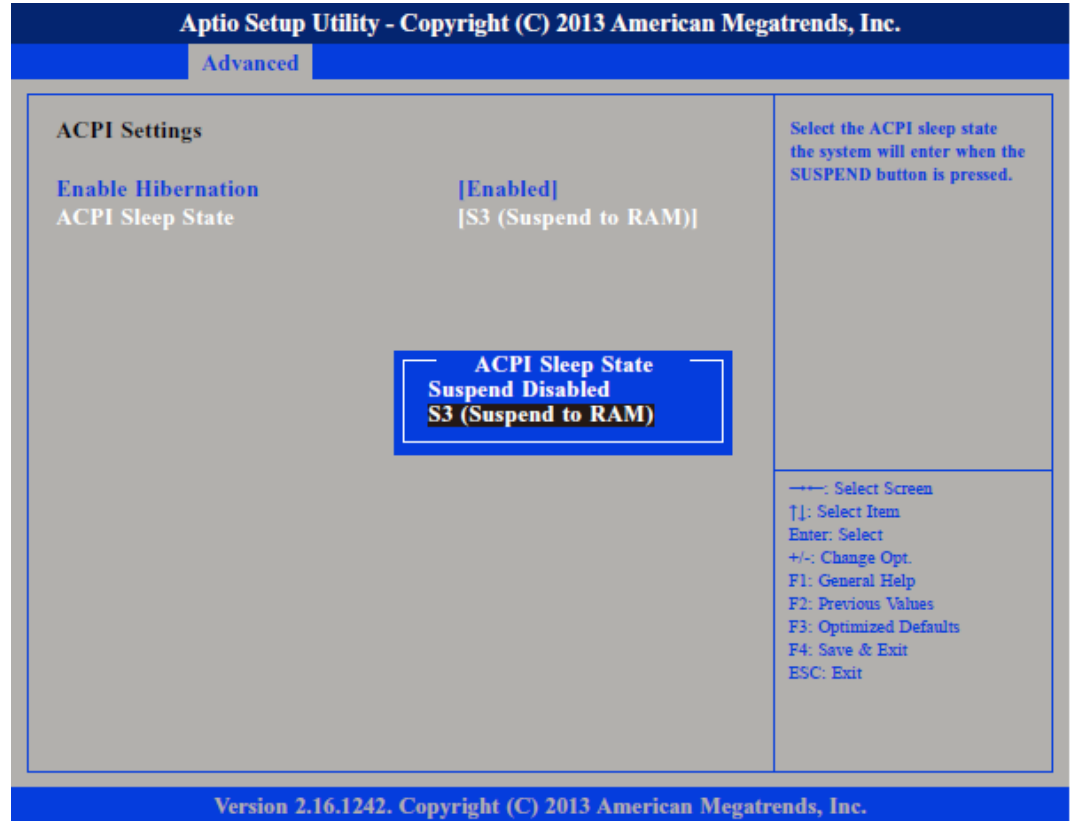 Aptio Setup Utility - Copyright (C) 2013 American Megatrends, Inc.
Advanced
ACPI Settings
Enable Hibernation [Enabled]
ACPI Sleep State [S3 (Suspend to RAM)]
ACPI Sleep State
Suspend Disabled
S3 (Suspend to RAM)
Select the ACPI sleep state
the system will enter when the
SUSPEND button is pressed.
→←: Select Screen
↑↓: Select Item
Enter: Select
+/-: Change Opt.
F1: General Help
F2: Previous Values
F3: Optimized Defaults
F4: Save & Exit
ESC: Exit
Version 2.16.1242. Copyright (C) 2013 American Megatrends, Inc.